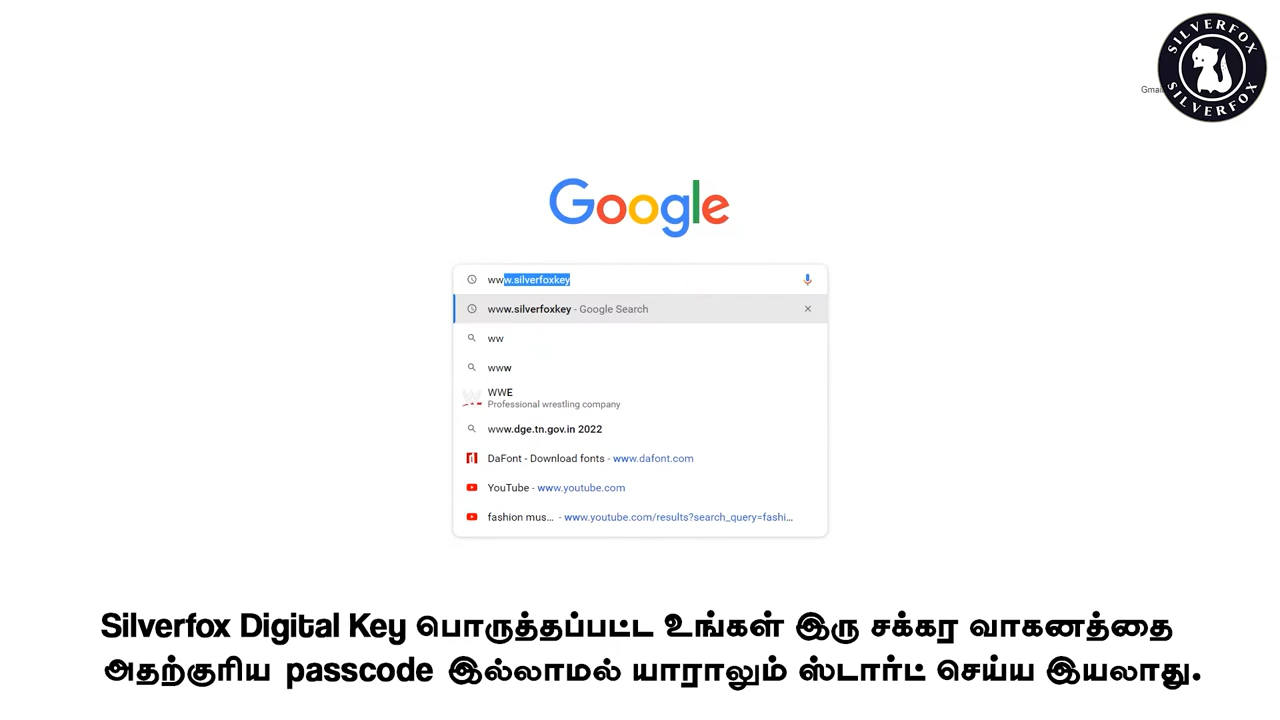 SILVERFOX
SILVERFOX
Gmai
Google
www.silverfoxkey
www.silverfoxkey - Google Search
ww
www
WWE
Professional wrestling company
www.dge.tn.gov.in 2022
DaFont - Download fonts - www.dafont.com
YouTube - www.youtube.com
fashion mus... - www.youtube.com/results?search_query=fashi...
Silverfox Digital Key பொருத்தப்பட்ட உங்கள் இரு சக்கர வாகனத்தை
அதற்குரிய passcode இல்லாமல் யாராலும் ஸ்டார்ட் செய்ய இயலாது.